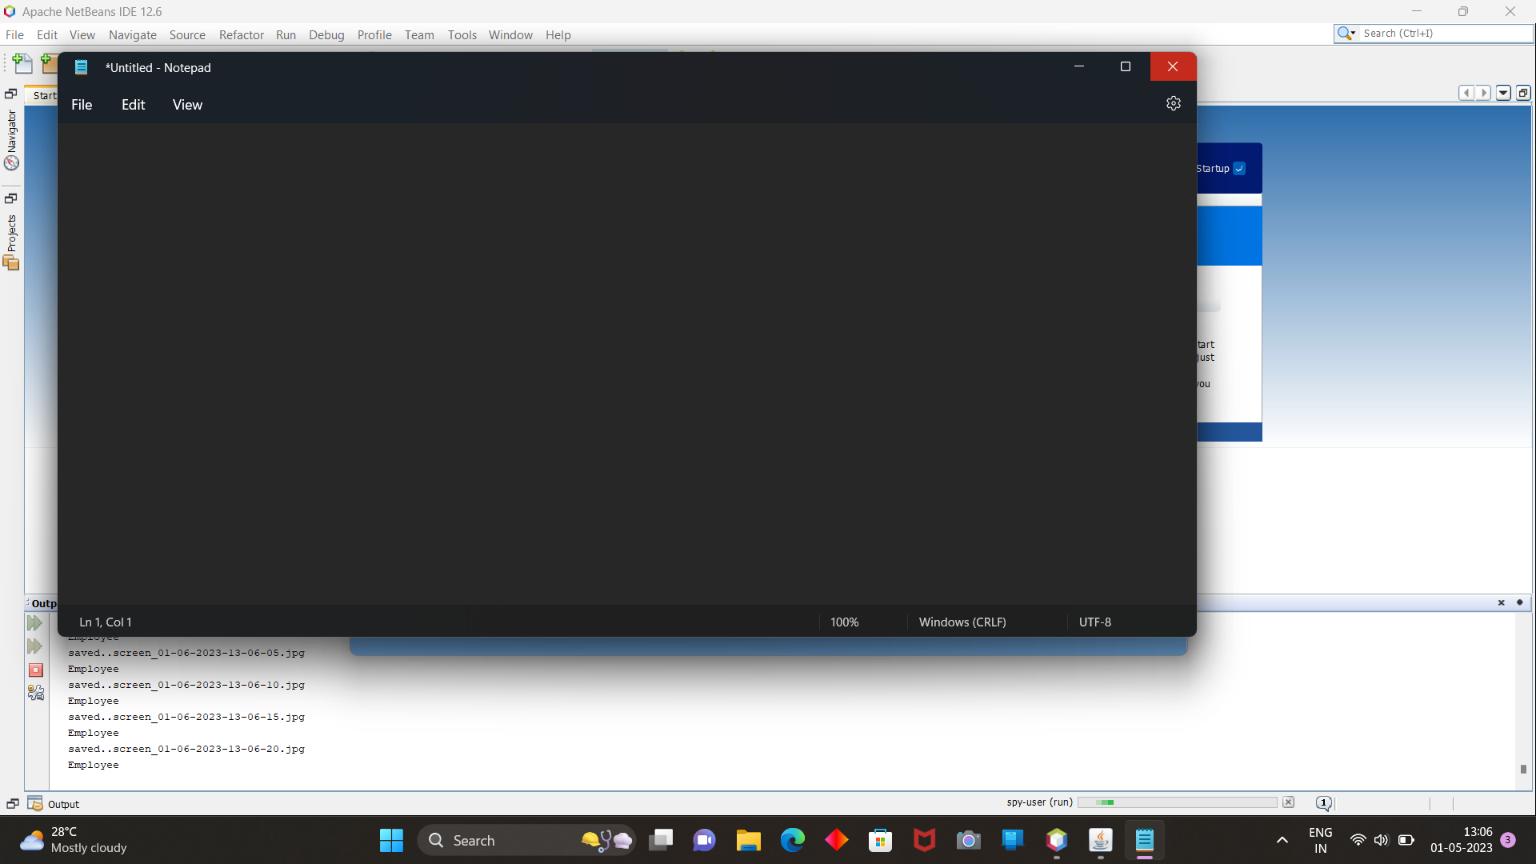 Apache NetBeans IDE 12.6
File Edit View Navigate Source Refactor Run Debug Profile Team Tools Window Help
Search (Ctrl+I)
*Untitled - Notepad
File Edit View
Start
Navigator
Projects
Startup
tart
just
you
Ln 1, Col 1
100%
Windows (CRLF)
UTF-8
Outp
Employee
saved..screen_01-06-2023-13-06-05.jpg
Employee
saved..screen_01-06-2023-13-06-10.jpg
Employee
saved..screen_01-06-2023-13-06-15.jpg
Employee
saved..screen_01-06-2023-13-06-20.jpg
Employee
Output
spy-user (run)
1
28°C
Mostly cloudy
Search
ENG
IN
13:06
01-05-2023
3